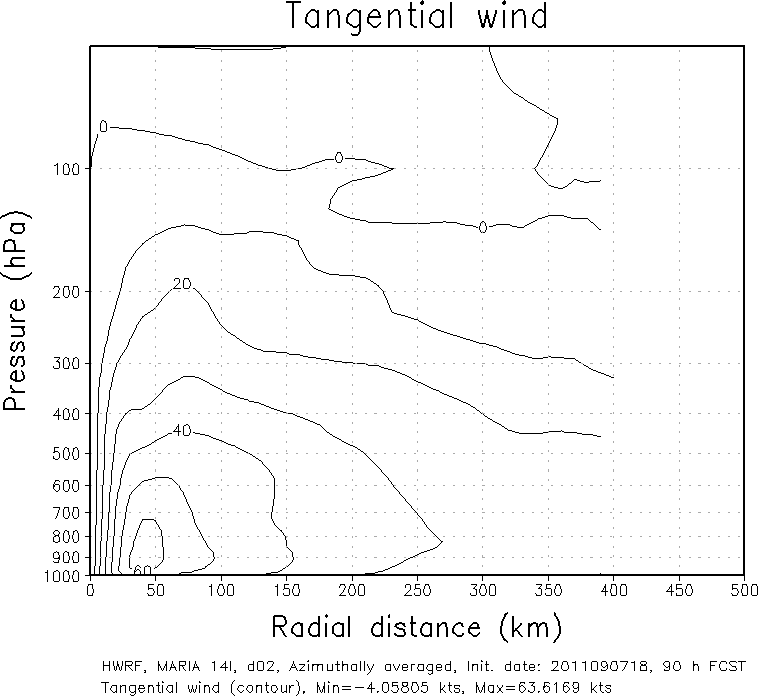 Tangential wind
0
0
100
0
Pressure (hPa)
200
20
300
400
40
500
600
700
800
900
60
1000
0 50 100 150 200 250 300 350 400 450 500
Radial distance (km)
HWRF, MARIA 14l, d02, Azimuthally averaged, Init. date: 2011090718, 90 h FCST
Tangential wind (contour), Min=-4.05805 kts, Max=63.6169 kts